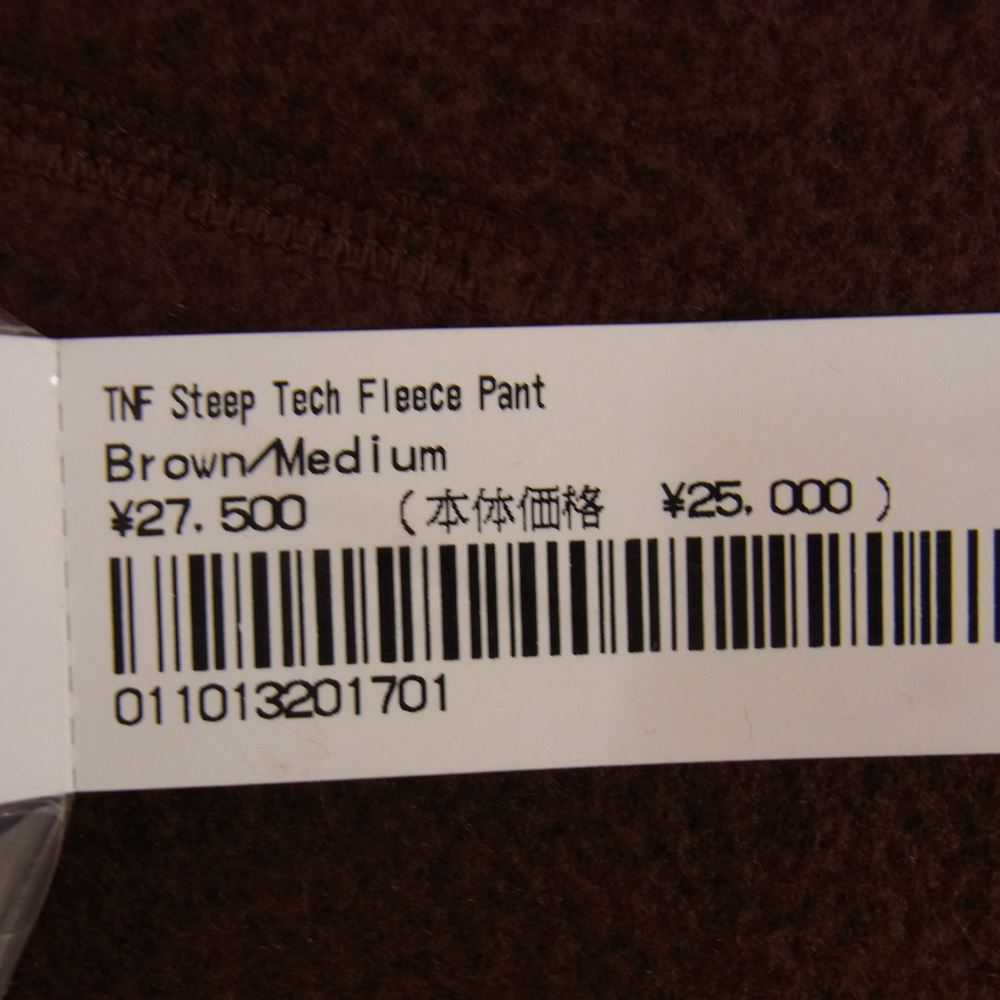 TNF Steep Tech Fleece Pant
Brown/Medium
¥27.500 (本体価格 ¥25,000)
011013201701